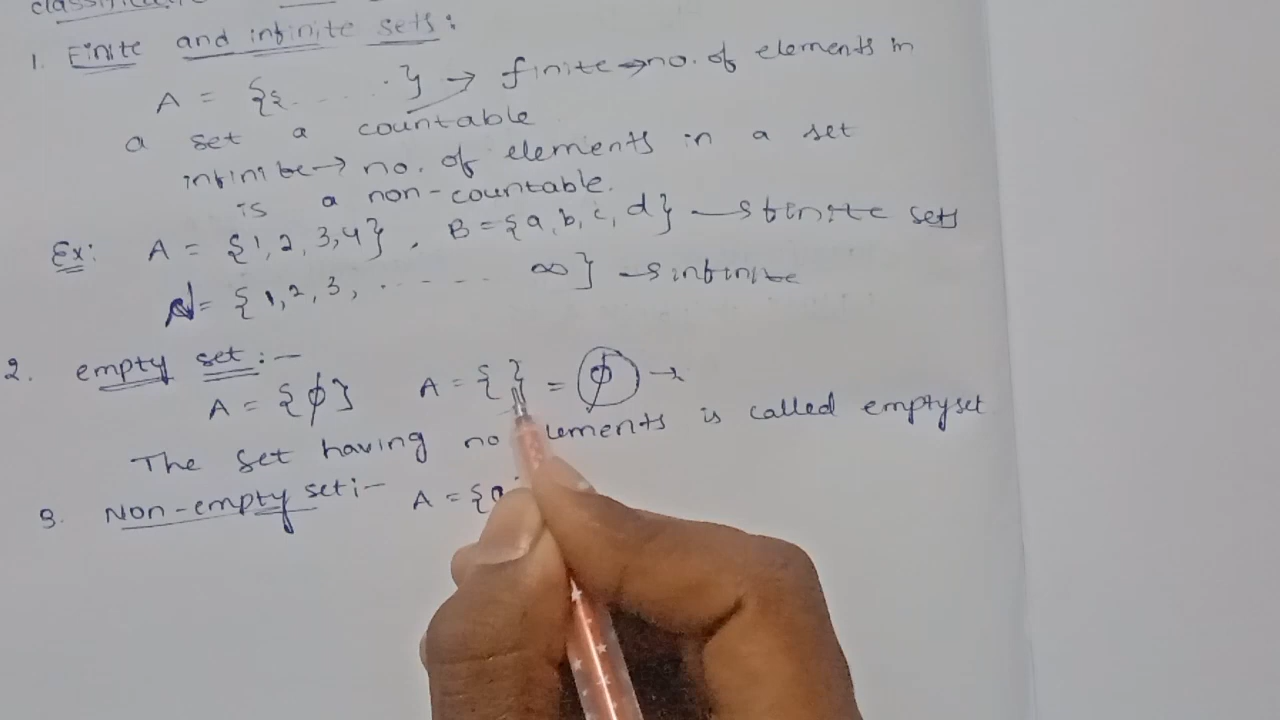 1. Finite and infinite sets:
A = {{ ...... } → finite → no. of elements in
a set a countable
infinite → no. of elements in a set
is a non-countable.
Ex: A = {1, 2, 3, 4}, B = {a, b, c, d} → finite sets
N = {1, 2, 3, ........ ∞} → infinite
2. empty set :-
A = {ϕ} A = { } = ϕ →
The set having no lements is called emptyset
3. Non-empty set :- A = {a